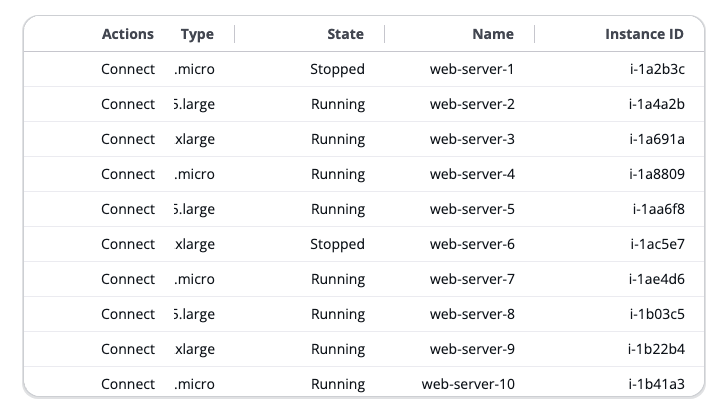 Actions Type State Name Instance ID
Connect .micro Stopped web-server-1 i-1a2b3c
Connect .large Running web-server-2 i-1a4a2b
Connect xlarge Running web-server-3 i-1a691a
Connect .micro Running web-server-4 i-1a8809
Connect .large Running web-server-5 i-1aa6f8
Connect xlarge Stopped web-server-6 i-1ac5e7
Connect .micro Running web-server-7 i-1ae4d6
Connect .large Running web-server-8 i-1b03c5
Connect xlarge Running web-server-9 i-1b22b4
Connect .micro Running web-server-10 i-1b41a3